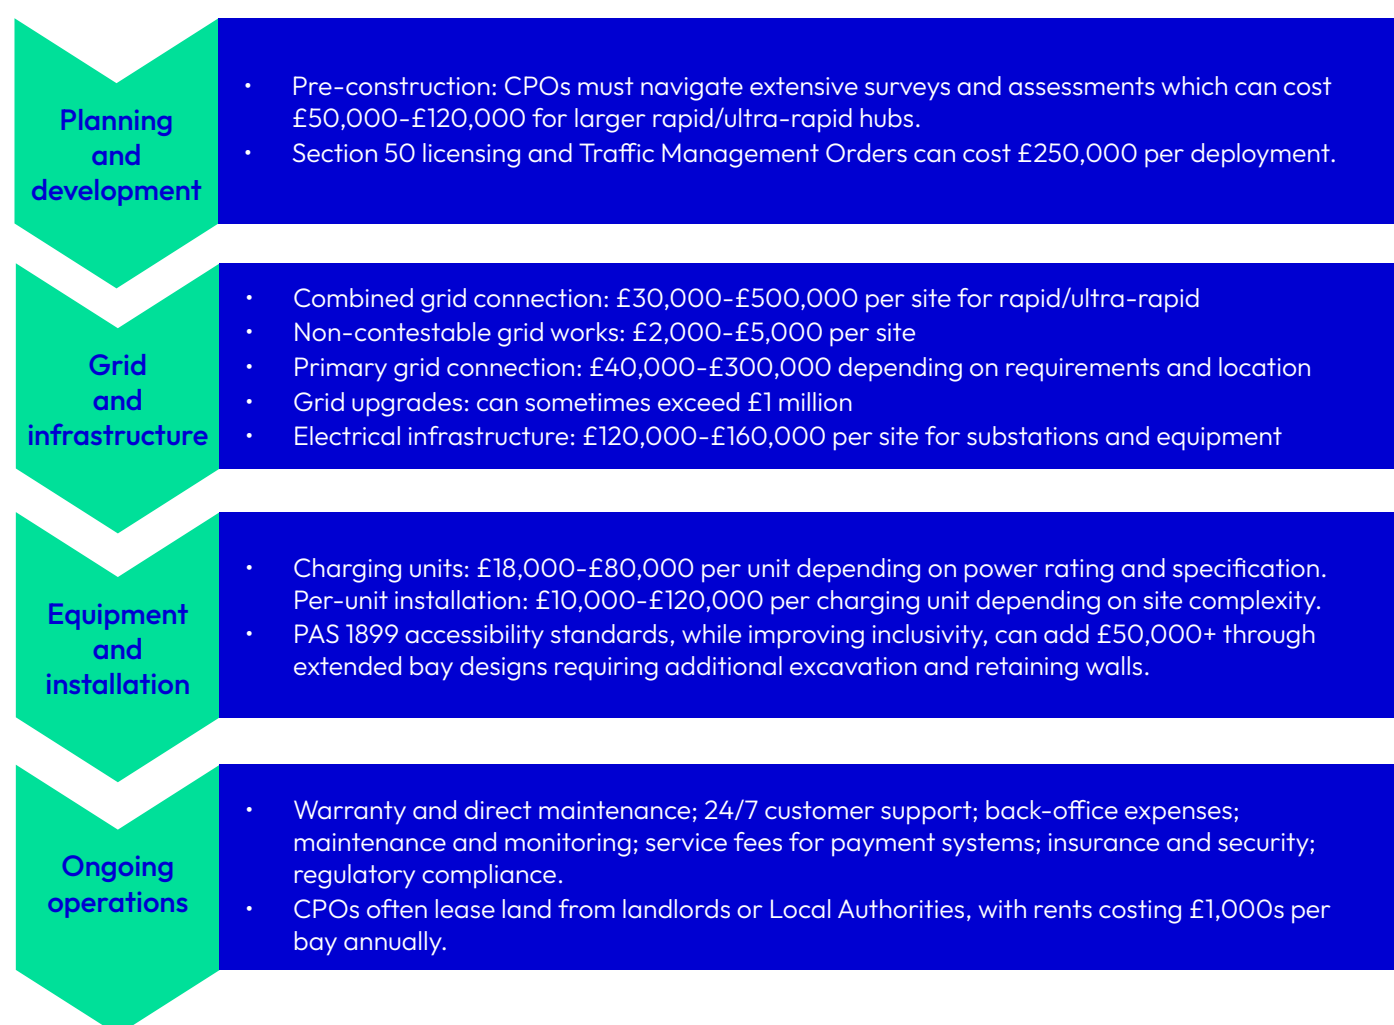 Planning
and
development
• Pre-construction: CPOs must navigate extensive surveys and assessments which can cost
£50,000-£120,000 for larger rapid/ultra-rapid hubs.
• Section 50 licensing and Traffic Management Orders can cost £250,000 per deployment.
Grid
and
infrastructure
• Combined grid connection: £30,000-£500,000 per site for rapid/ultra-rapid
• Non-contestable grid works: £2,000-£5,000 per site
• Primary grid connection: £40,000-£300,000 depending on requirements and location
• Grid upgrades: can sometimes exceed £1 million
• Electrical infrastructure: £120,000-£160,000 per site for substations and equipment
Equipment
and
installation
• Charging units: £18,000-£80,000 per unit depending on power rating and specification.
Per-unit installation: £10,000-£120,000 per charging unit depending on site complexity.
• PAS 1899 accessibility standards, while improving inclusivity, can add £50,000+ through
extended bay designs requiring additional excavation and retaining walls.
Ongoing
operations
• Warranty and direct maintenance; 24/7 customer support; back-office expenses;
maintenance and monitoring; service fees for payment systems; insurance and security;
regulatory compliance.
• CPOs often lease land from landlords or Local Authorities, with rents costing £1,000s per
bay annually.